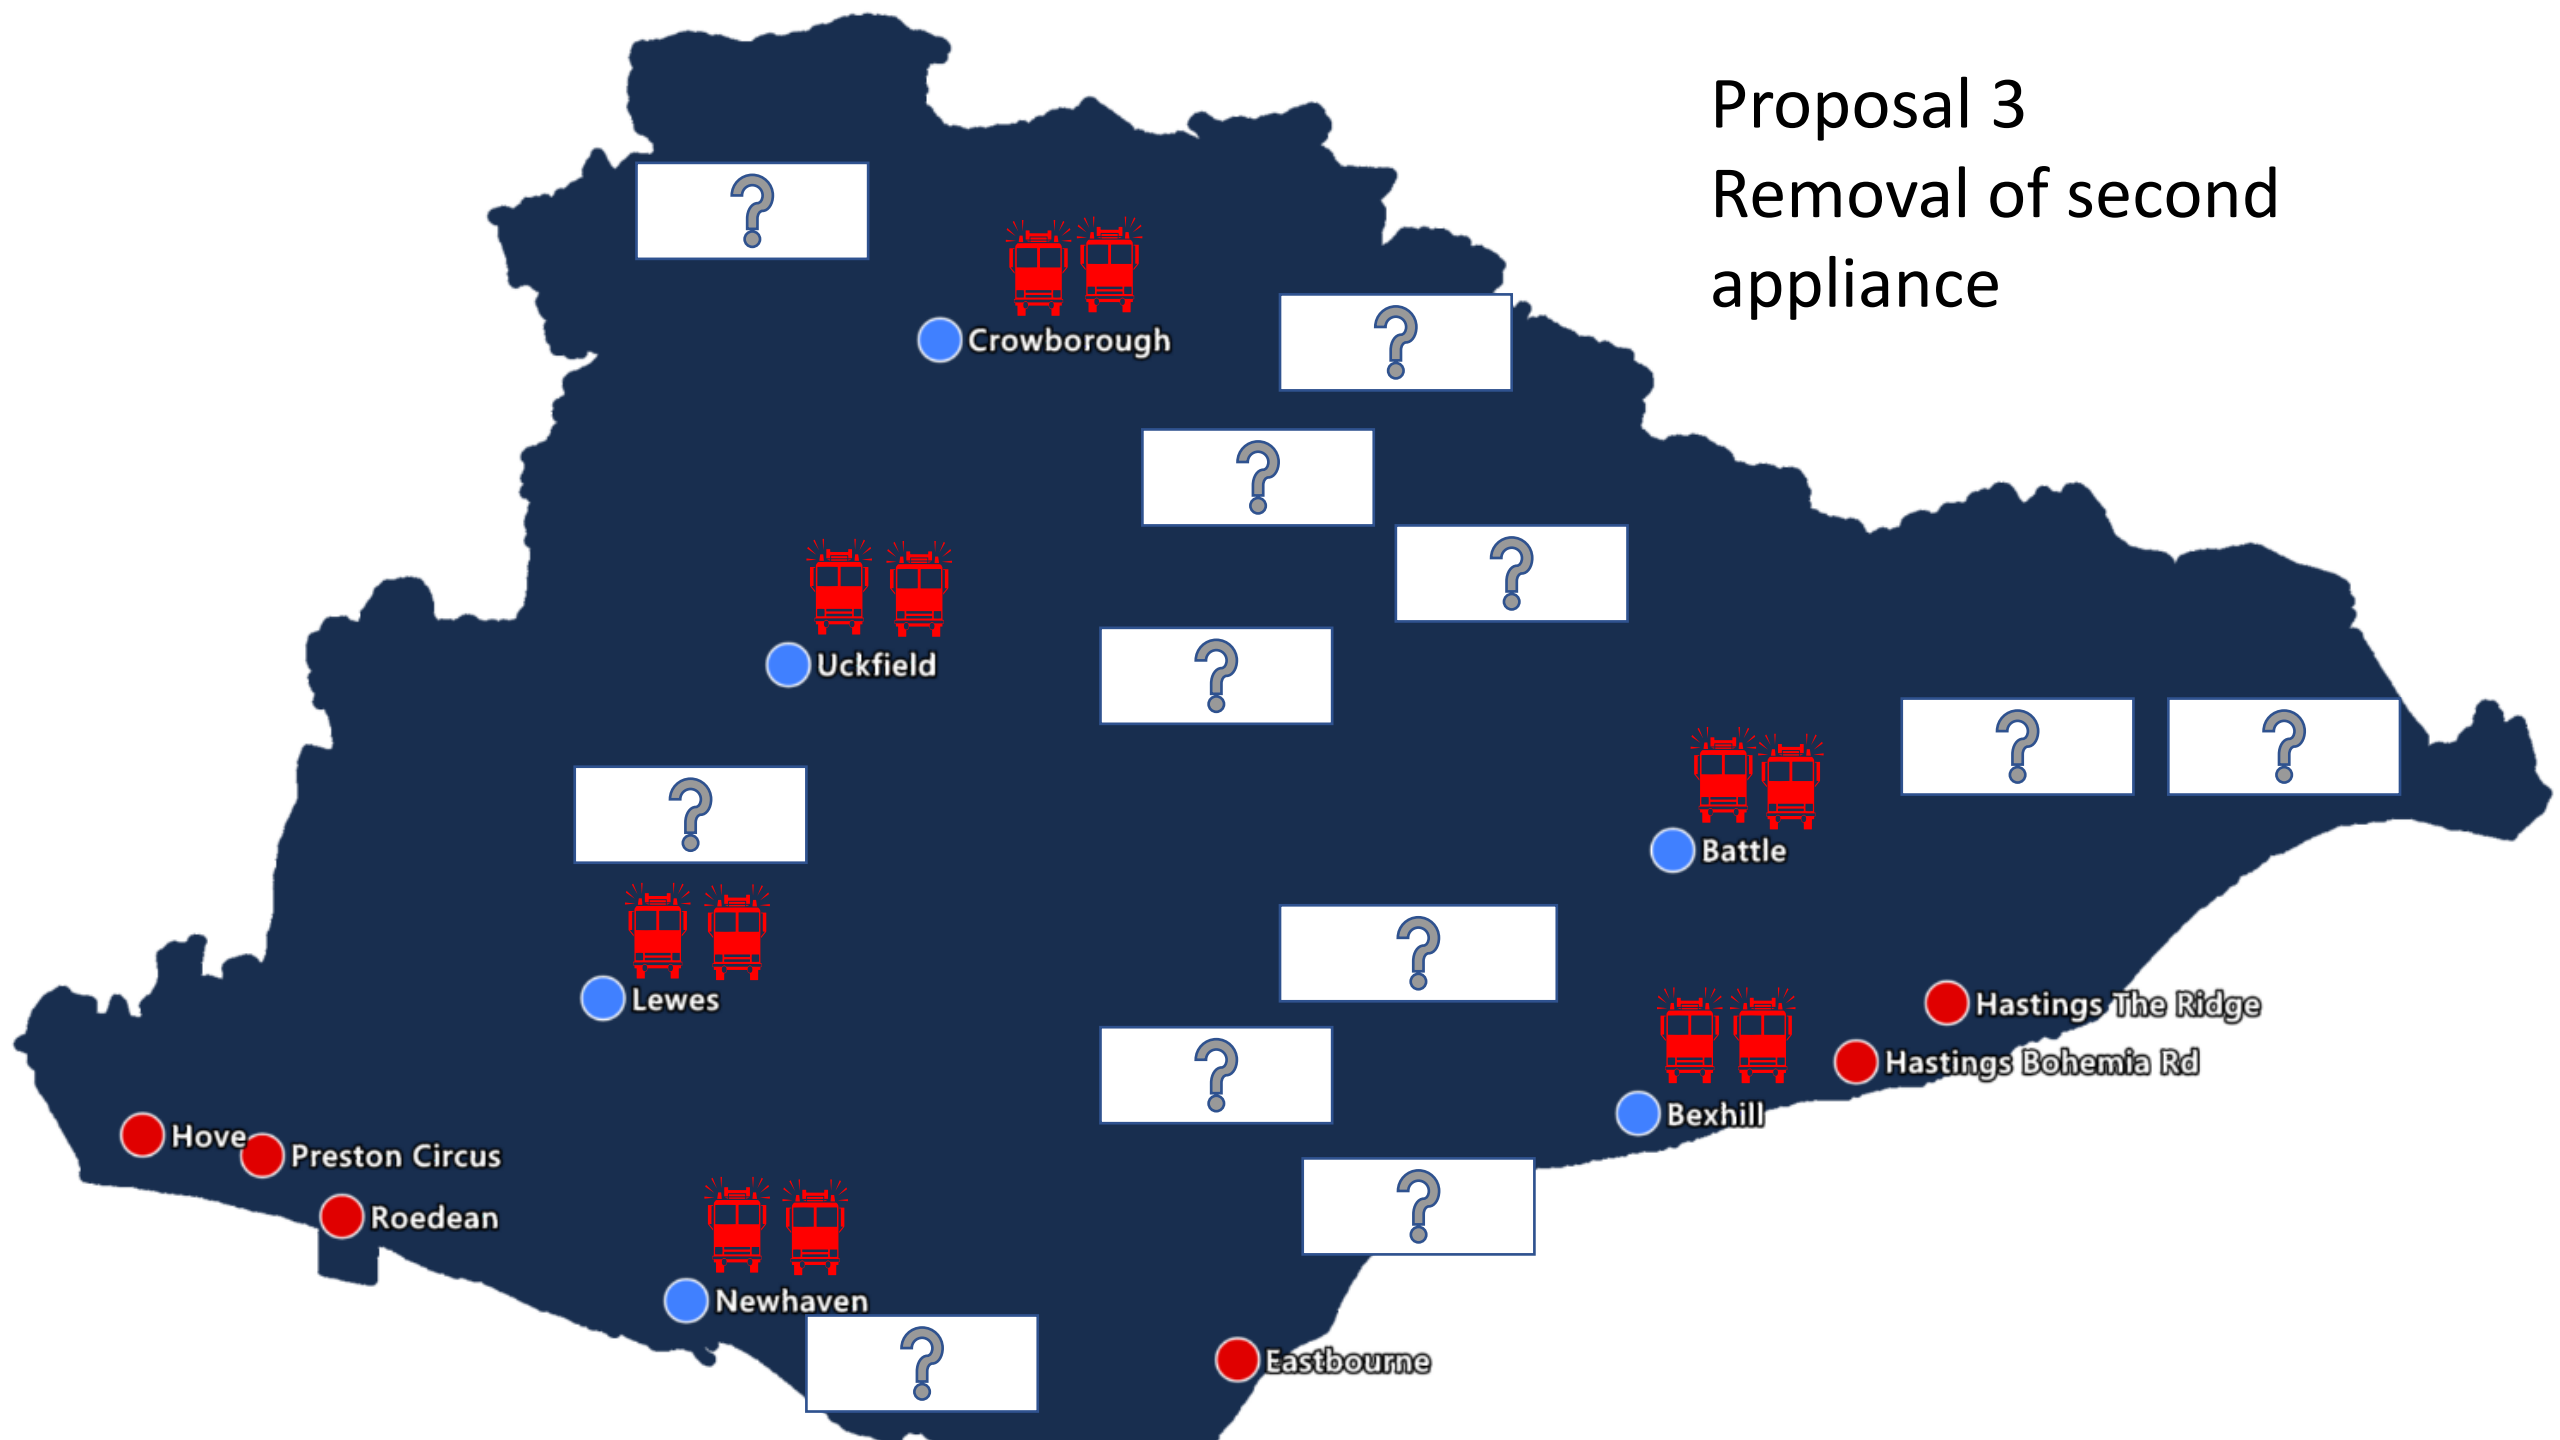 Proposal 3
Removal of second
appliance
?
?
Crowborough
?
?
?
Uckfield
?
?
?
Battle
Lewes
?
Hastings The Ridge
?
Hastings Bohemia Rd
Bexhill
Hove
Preston Circus
?
Roedean
Newhaven
?
Eastbourne